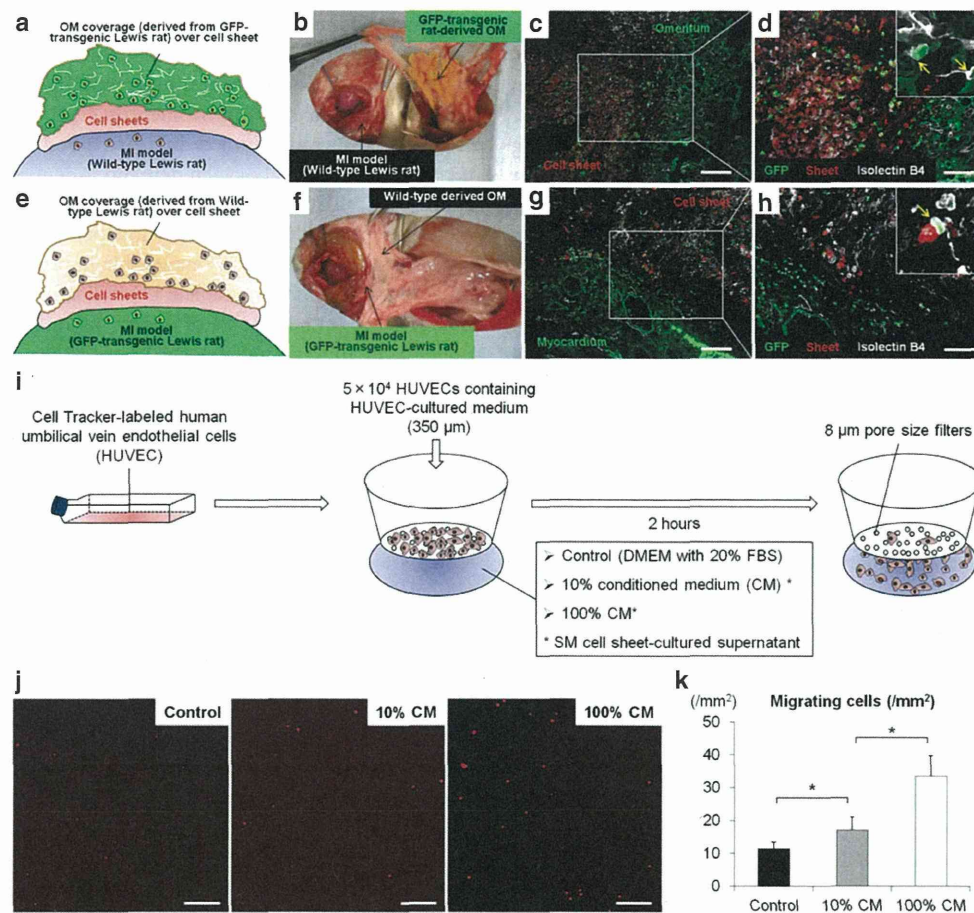 a
OM coverage (derived from GFP-
transgenic Lewis rat) over cell sheet
Cell sheets
MI model
(Wild-type Lewis rat)
b
GFP-transgenic
rat-derived OM
MI model
(Wild-type Lewis rat)
c
Omentum
Cell sheet
d
GFP Sheet Isolectin B4
e
OM coverage (derived from Wild-
type Lewis rat) over cell sheet
Cell sheets
MI model
(GFP-transgenic Lewis rat)
f
Wild-type derived OM
MI model
(GFP-transgenic Lewis rat)
g
Cell sheet
Myocardium
h
GFP Sheet Isolectin B4
i
Cell Tracker-labeled human
umbilical vein endothelial cells
(HUVEC)
5 × 10⁴ HUVECs containing
HUVEC-cultured medium
(350 μm)
2 hours
8 μm pore size filters
➢ Control (DMEM with 20% FBS)
➢ 10% conditioned medium (CM) *
➢ 100% CM*
* SM cell sheet-cultured supernatant
j
Control
10% CM
100% CM
k
(/mm²)
Migrating cells (/mm²)
50
40
30
20
10
0
*
*
Control 10% CM 100% CM